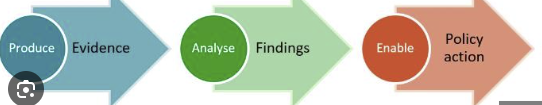 Produce
Evidence
Analyse
Findings
Enable
Policy
action